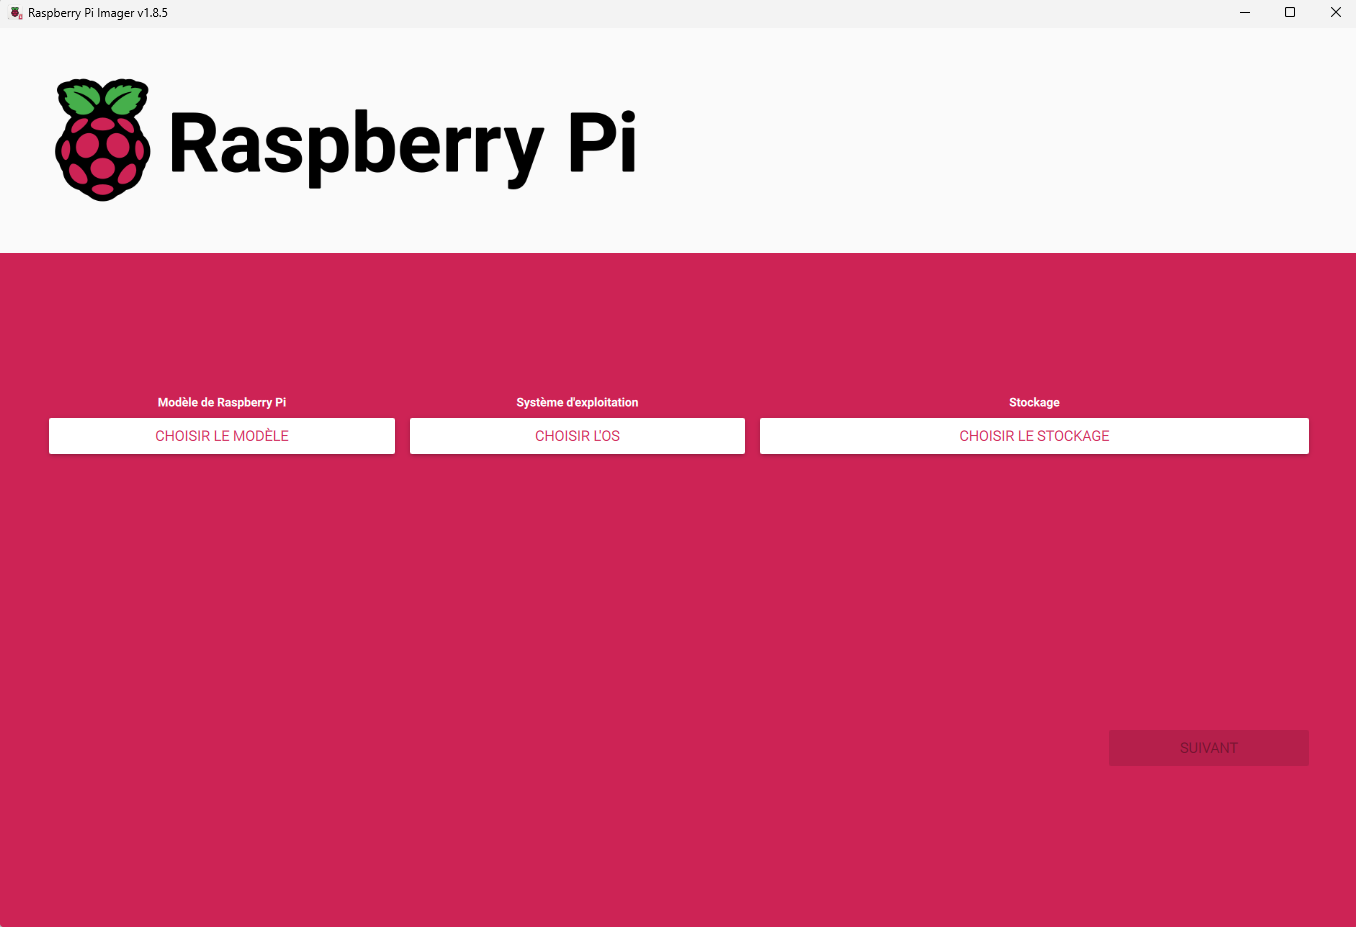 Raspberry Pi Imager v1.8.5
Raspberry Pi
Modèle de Raspberry Pi
Système d'exploitation
Stockage
CHOISIR LE MODÈLE
CHOISIR L'OS
CHOISIR LE STOCKAGE
SUIVANT